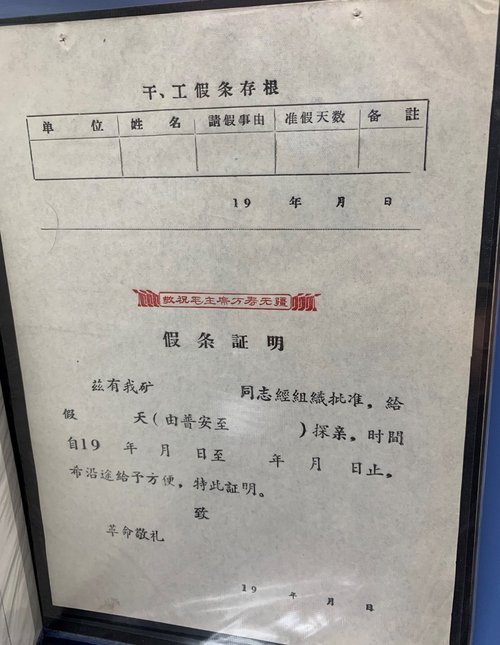 干、工假条存根
单 位 姓 名 請假事由 准假天数 备 註
19 年 月 日
敬祝毛主席万寿无疆
假条証明
兹有我矿 同志經組織批准，給
假 天（由普安至 ）探亲，时間
自19 年 月 日至 年 月 日止，
希沿途給予方便，特此証明。
致
革命敬礼
19 年 月 日